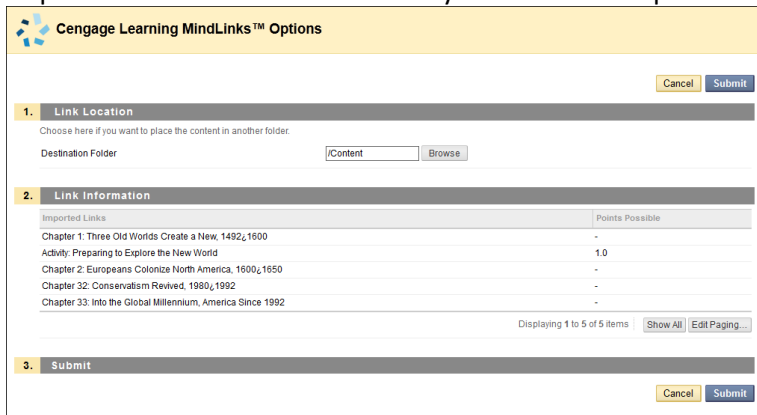 Cengage Learning MindLinks™ Options
Cancel Submit
1. Link Location
Choose here if you want to place the content in another folder.
Destination Folder /Content Browse
2. Link Information
Imported Links Points Possible
Chapter 1: Three Old Worlds Create a New, 1492¿1600 -
Activity: Preparing to Explore the New World 1.0
Chapter 2: Europeans Colonize North America, 1600¿1650 -
Chapter 32: Conservatism Revived, 1980¿1992 -
Chapter 33: Into the Global Millennium, America Since 1992 -
Displaying 1 to 5 of 5 items Show All Edit Paging...
3. Submit
Cancel Submit